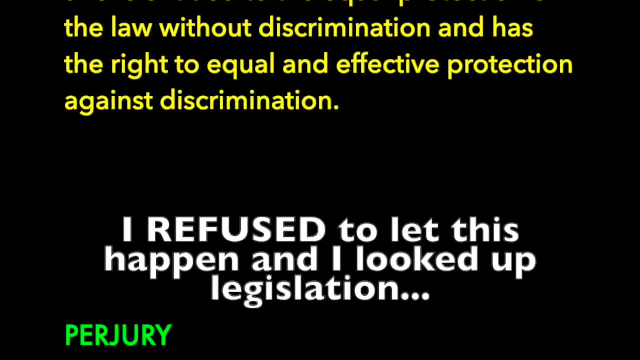 the law without discrimination and has
the right to equal and effective protection
against discrimination.
I REFUSED to let this
happen and I looked up
legislation...
PERJURY